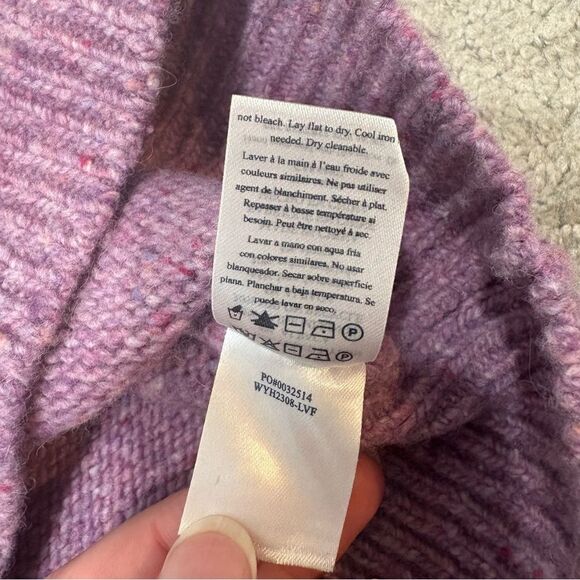 not bleach. Lay flat to dry. Cool iron
needed. Dry cleanable.
Laver à la main à l'eau froide avec
couleurs similaires. Ne pas utiliser
agent de blanchiment. Sécher à plat.
Repasser à basse température si
besoin. Peut être nettoyé à sec.
Lavar a mano con agua fría
con colores similares. No usar
blanqueador. Secar sobre superficie
plana. Planchar a baja temperatura. Se
puede lavar en seco.
P
P
PO#0032514
WYH2308-LVF